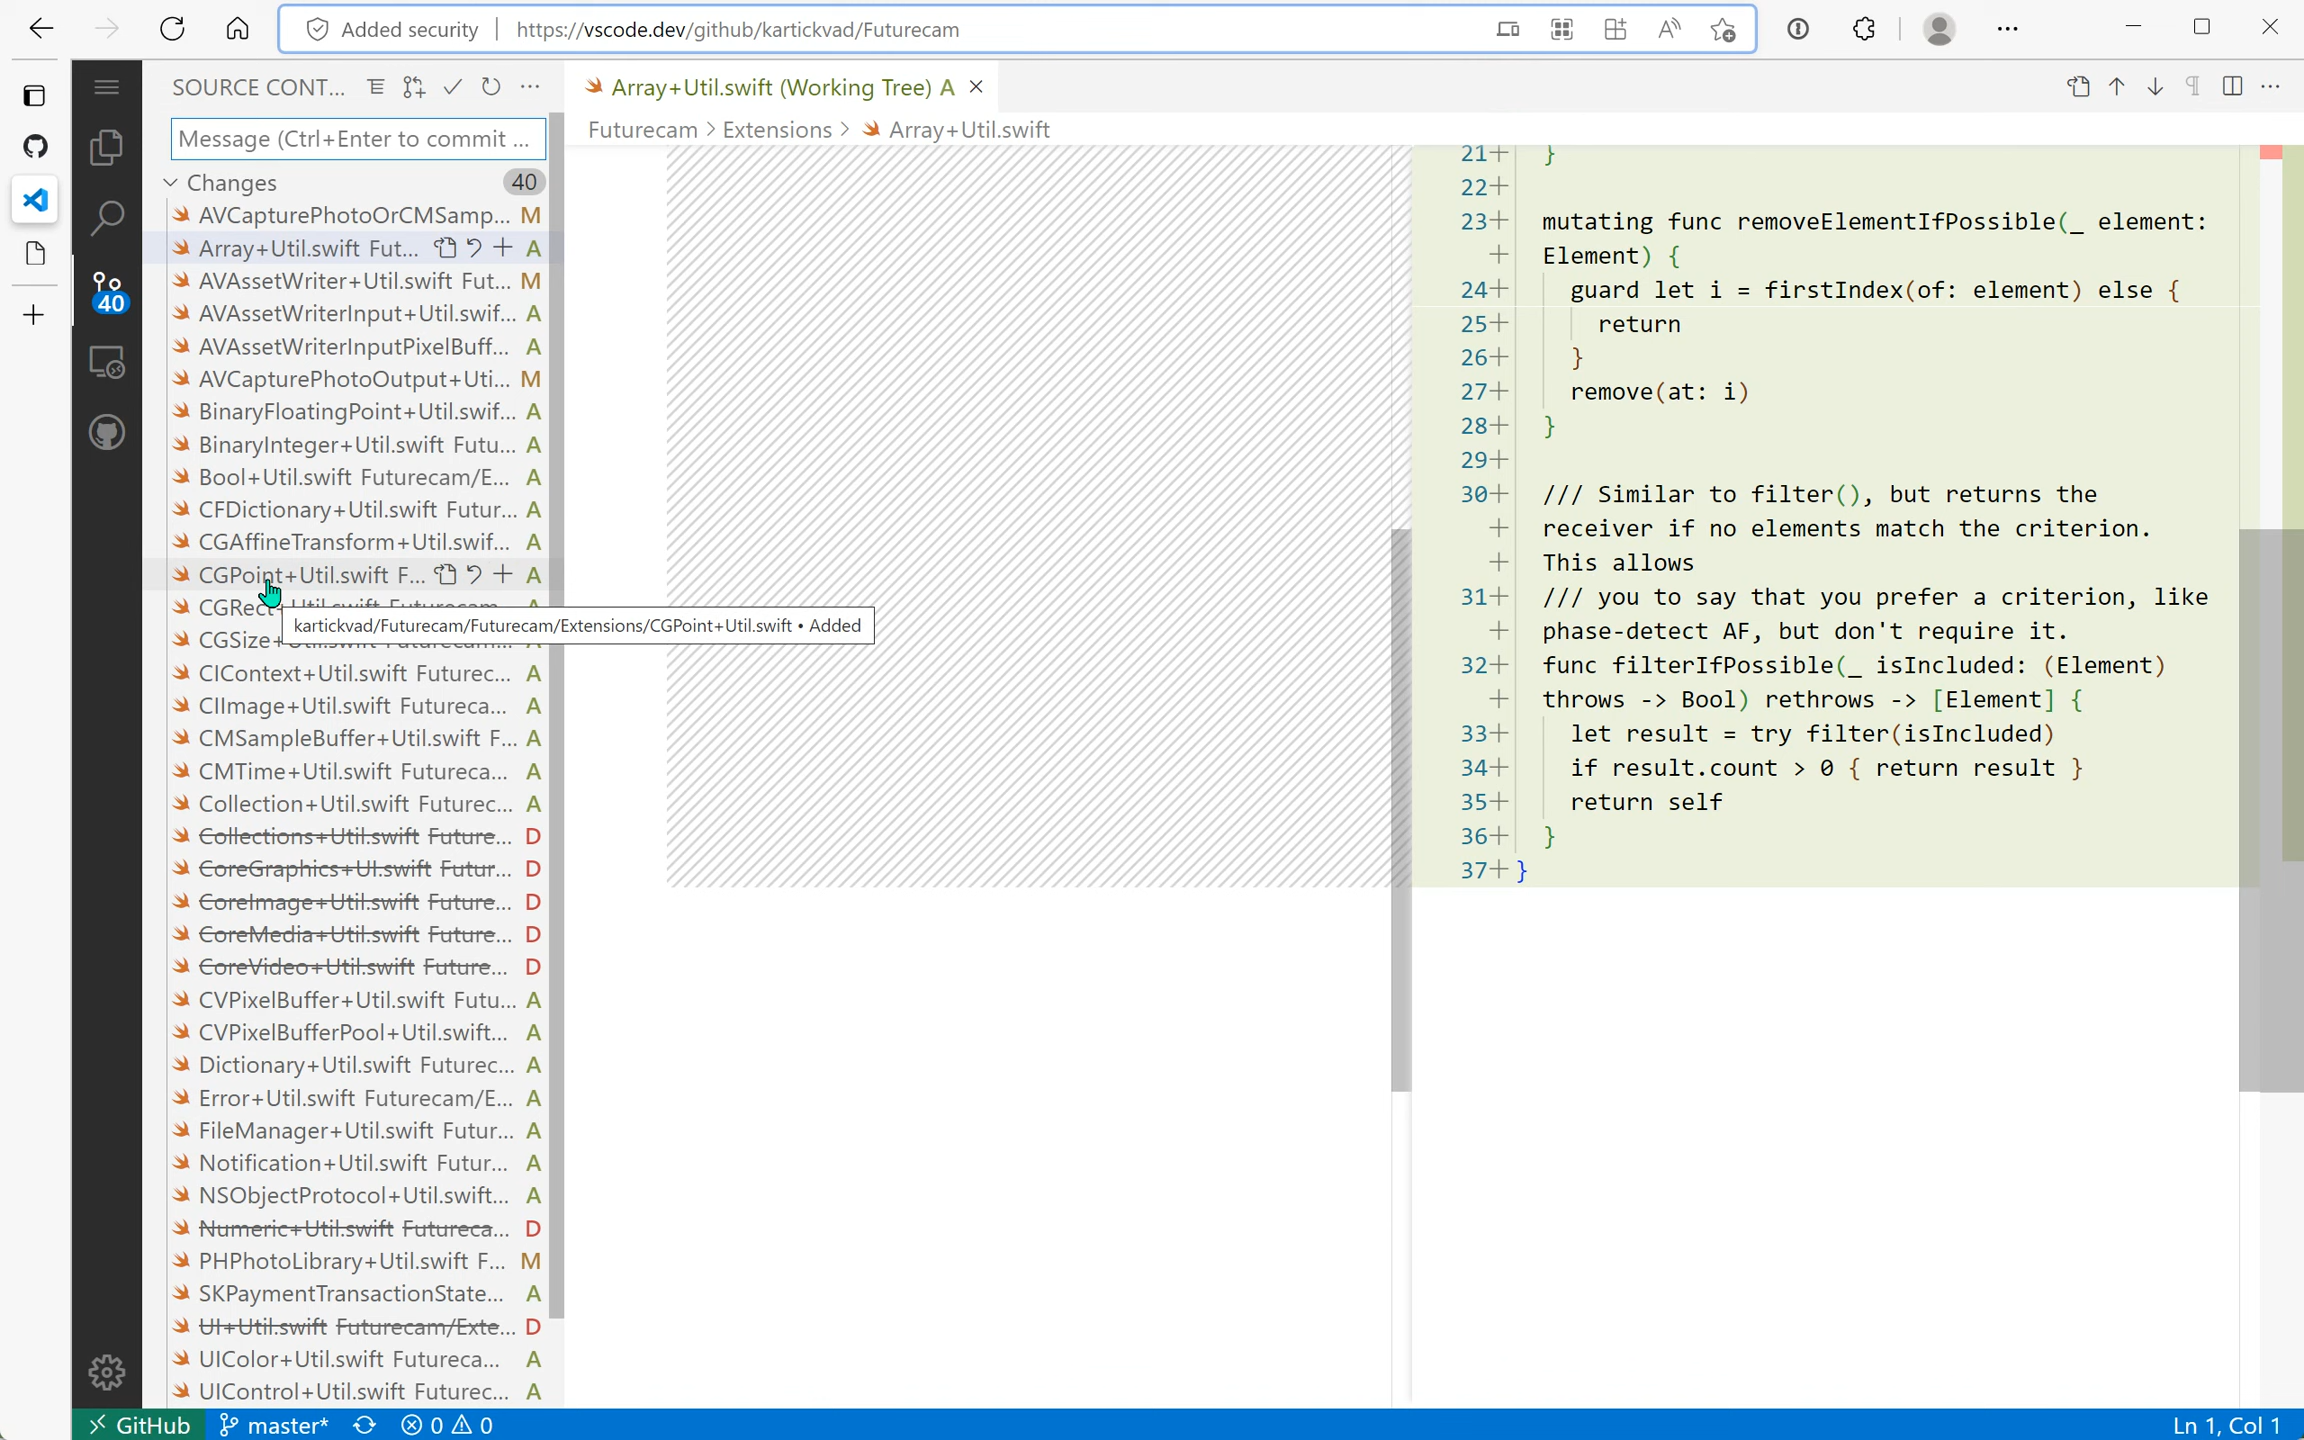 Added security
https://vscode.dev/github/kartickvad/Futurecam
SOURCE CONT...
Message (Ctrl+Enter to commit ...
Changes 40
AVCapturePhotoOrCMSamp... M
Array+Util.swift Fut... A
AVAssetWriter+Util.swift Fut... M
AVAssetWriterInput+Util.swif... A
AVAssetWriterInputPixelBuff... A
AVCapturePhotoOutput+Uti... M
BinaryFloatingPoint+Util.swif... A
BinaryInteger+Util.swift Futu... A
Bool+Util.swift Futurecam/E... A
CFDictionary+Util.swift Futur... A
CGAffineTransform+Util.swif... A
CGPoint+Util.swift F... A
CGRect+Util.swift Futurecam... A
kartickvad/Futurecam/Futurecam/Extensions/CGPoint+Util.swift • Added
CGSize+Util.swift Futurecam... A
CIContext+Util.swift Futurec... A
CIImage+Util.swift Futureca... A
CMSampleBuffer+Util.swift F... A
CMTime+Util.swift Futureca... A
Collection+Util.swift Futurec... A
Collections+Util.swift Future... D
CoreGraphics+UI.swift Futur... D
CoreImage+Util.swift Future... D
CoreMedia+Util.swift Future... D
CoreVideo+Util.swift Future... D
CVPixelBuffer+Util.swift Futu... A
CVPixelBufferPool+Util.swift... A
Dictionary+Util.swift Futurec... A
Error+Util.swift Futurecam/E... A
FileManager+Util.swift Futur... A
Notification+Util.swift Futur... A
NSObjectProtocol+Util.swift... A
Numeric+Util.swift Futureca... D
PHPhotoLibrary+Util.swift F... M
SKPaymentTransactionState... A
UI+Util.swift Futurecam/Exte... D
UIColor+Util.swift Futureca... A
UIControl+Util.swift Futurec... A
40
Array+Util.swift (Working Tree) A
Futurecam > Extensions > Array+Util.swift
21+ }
22+
23+ mutating func removeElementIfPossible(_ element:
+ Element) {
24+ guard let i = firstIndex(of: element) else {
25+ return
26+ }
27+ remove(at: i)
28+ }
29+
30+ /// Similar to filter(), but returns the
+ receiver if no elements match the criterion.
+ This allows
31+ /// you to say that you prefer a criterion, like
+ phase-detect AF, but don't require it.
32+ func filterIfPossible(_ isIncluded: (Element)
+ throws -> Bool) rethrows -> [Element] {
33+ let result = try filter(isIncluded)
34+ if result.count > 0 { return result }
35+ return self
36+ }
37+ }
GitHub master* 0 0
Ln 1, Col 1